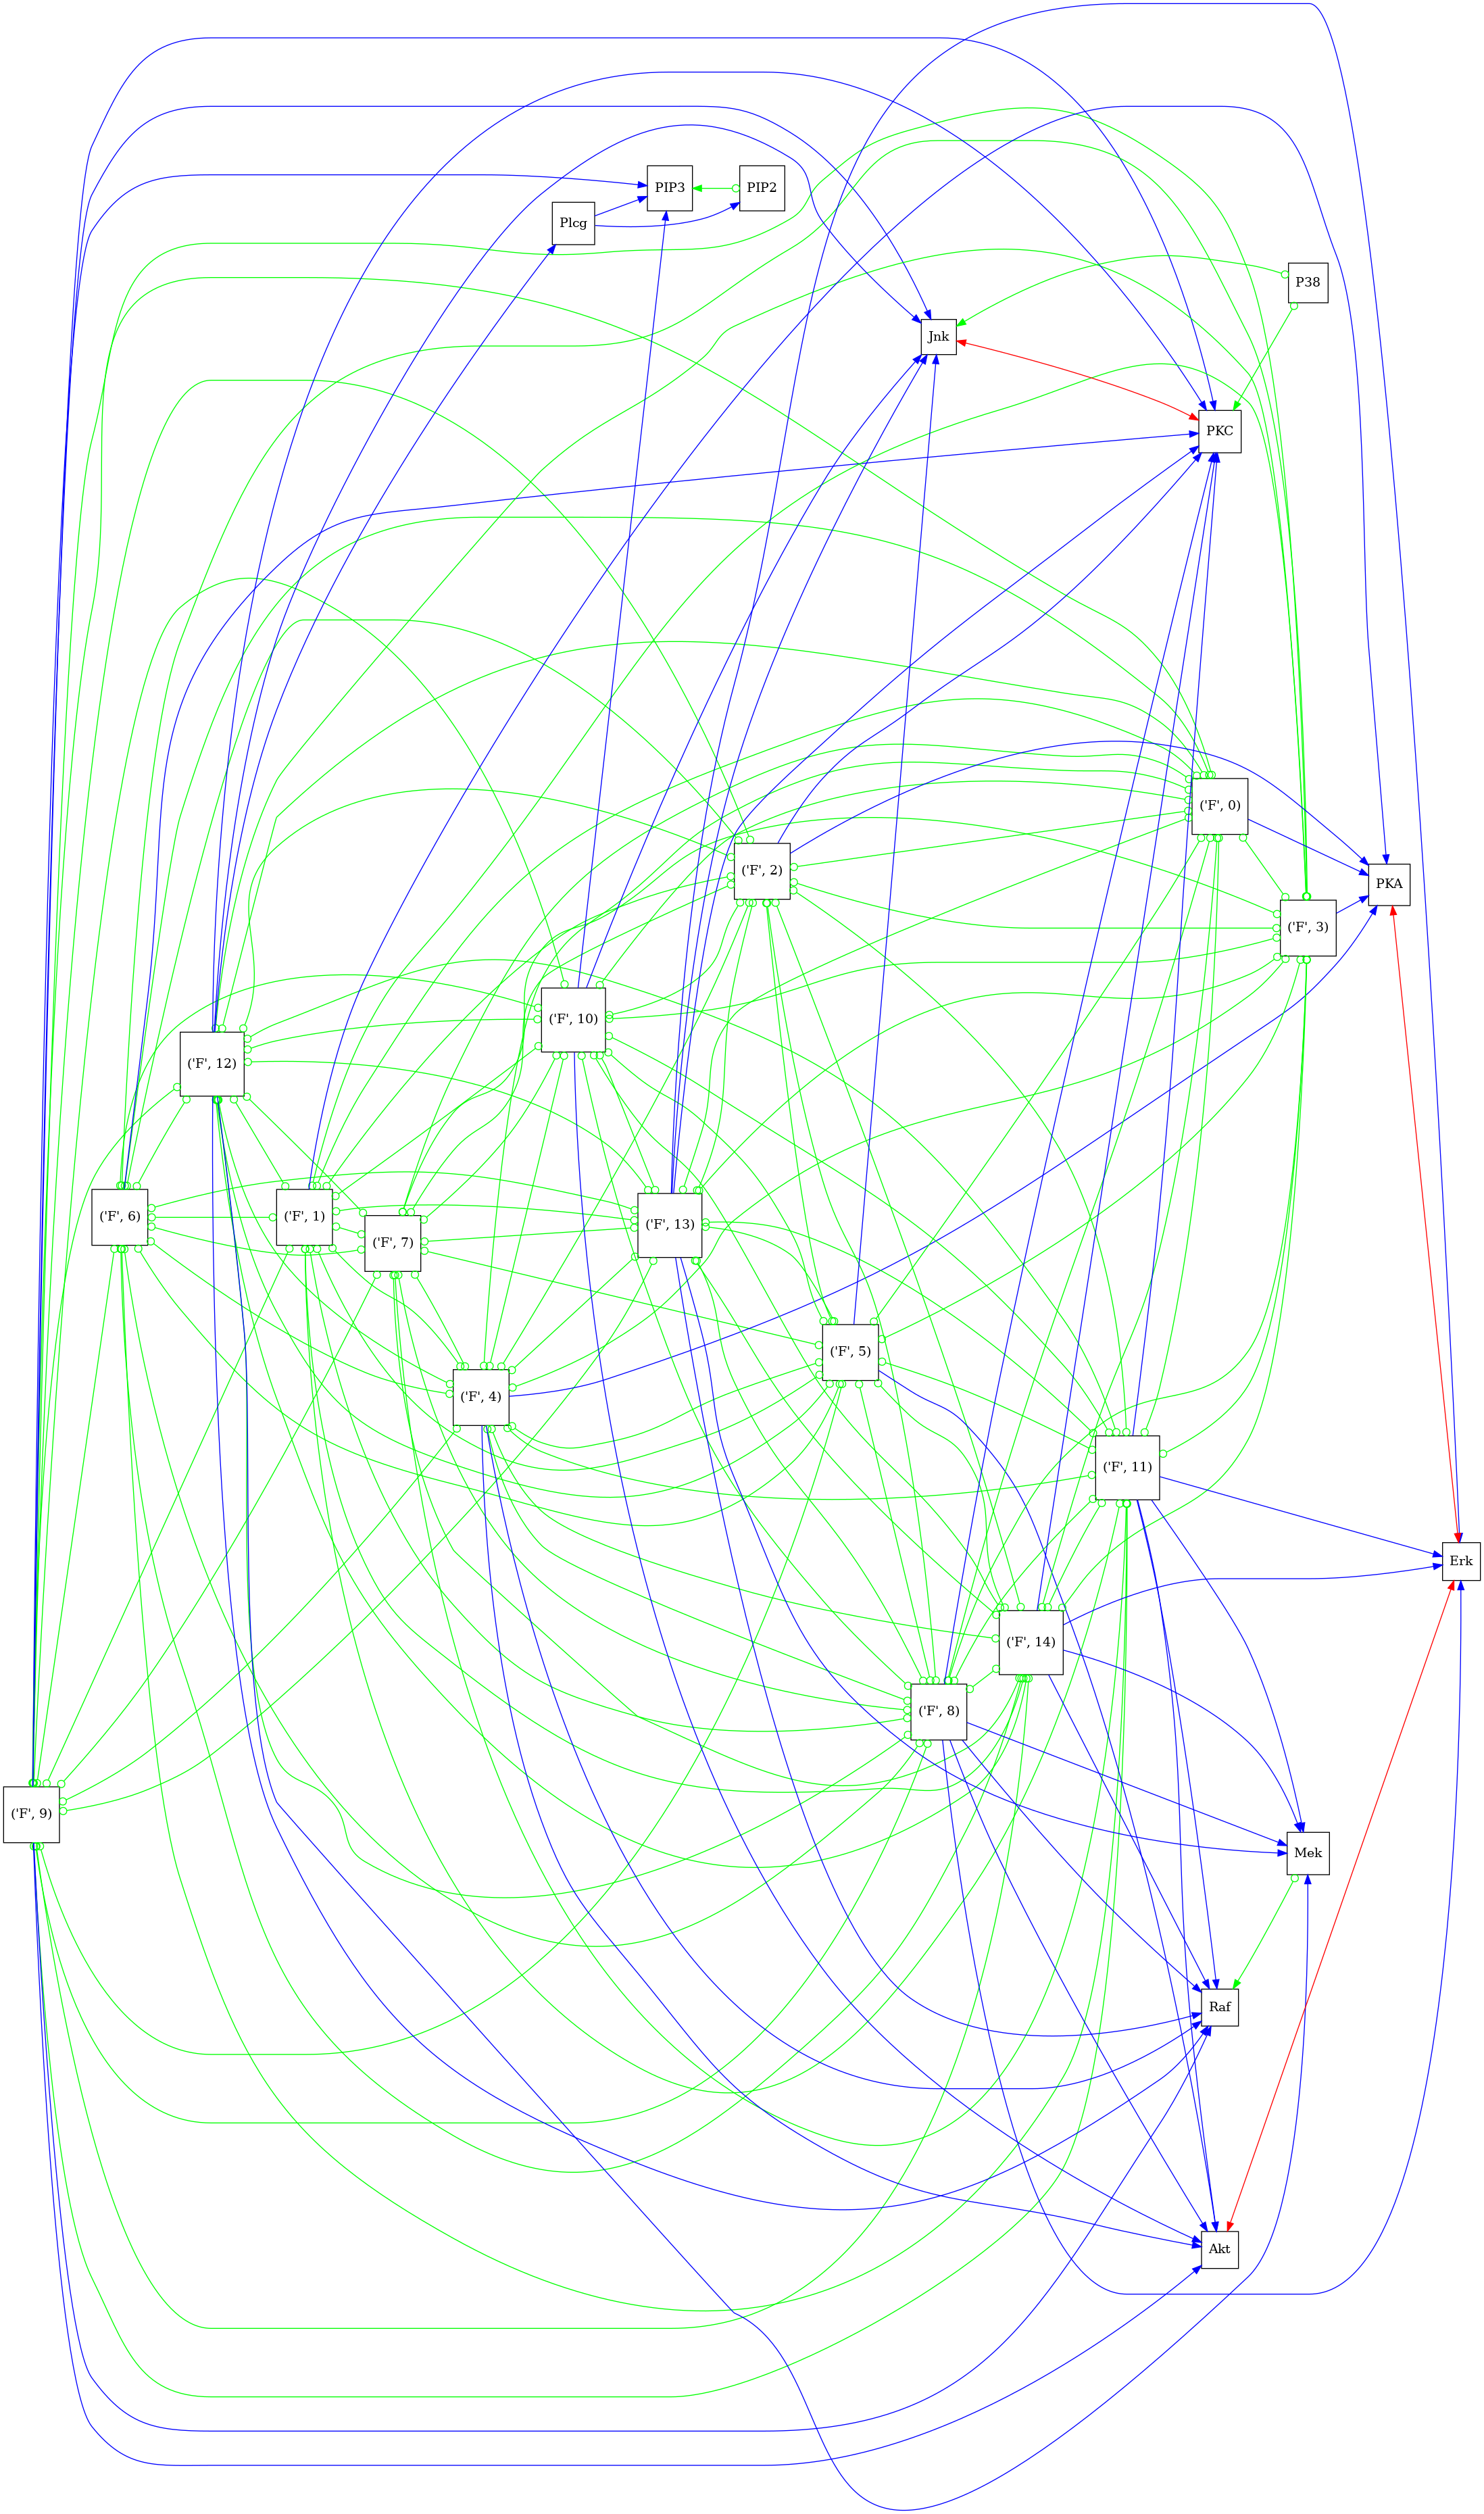 PIP3
PIP2
Plcg
P38
Jnk
PKC
('F', 0)
('F', 2)
PKA
('F', 3)
('F', 10)
('F', 12)
('F', 6)
('F', 1)
('F', 13)
('F', 7)
('F', 5)
('F', 4)
('F', 11)
Erk
('F', 14)
('F', 8)
('F', 9)
Mek
Raf
Akt